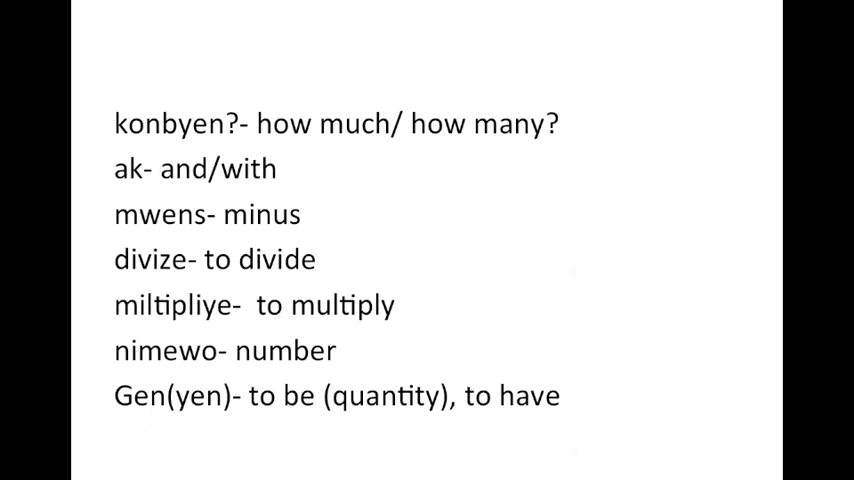 konbyen?- how much/ how many?
ak- and/with
mwens- minus
divize- to divide
miltipliye-  to multiply
nimewo- number
Gen(yen)- to be (quantity), to have